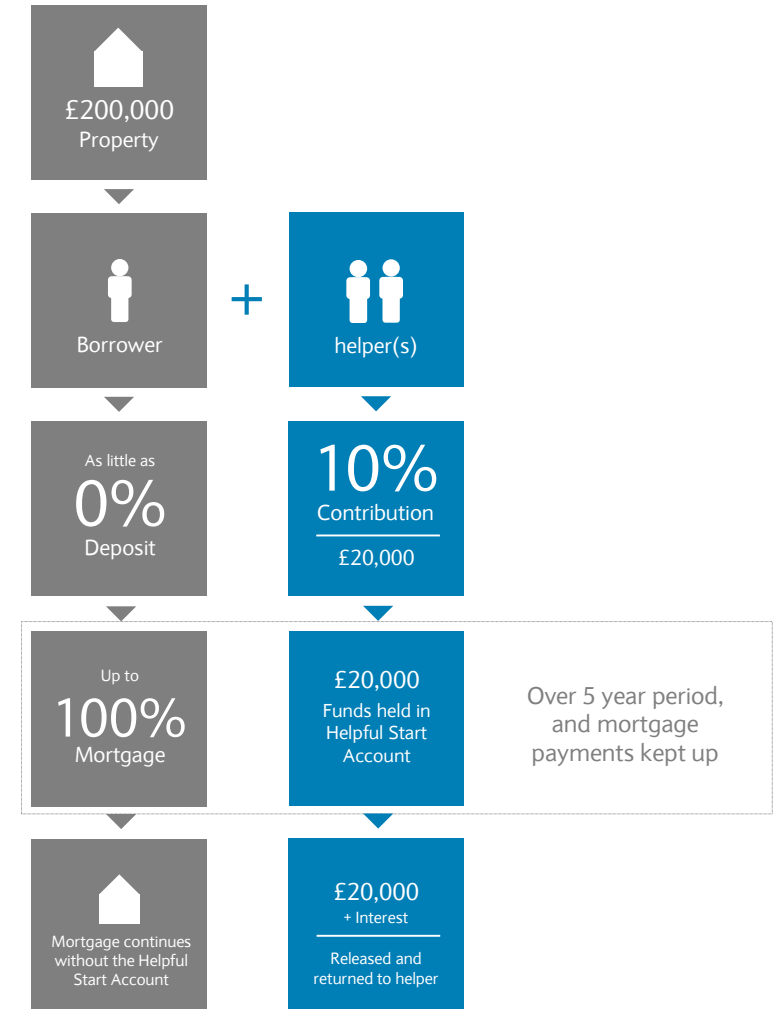 £200,000
Property
Borrower
+
helper(s)
As little as
0%
Deposit
10%
Contribution
£20,000
Up to
100%
Mortgage
£20,000
Funds held in
Helpful Start
Account
Over 5 year period,
and mortgage
payments kept up
Mortgage continues
without the Helpful
Start Account
£20,000
+ Interest
Released and
returned to helper